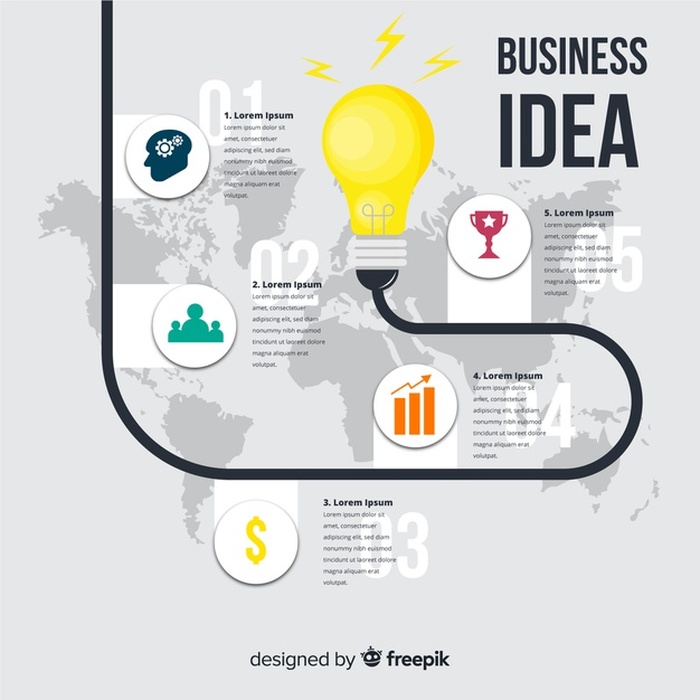 BUSINESS
IDEA
01
1. Lorem Ipsum
Lorem ipsum dolor sit
amet, consectetuer
adipiscing elit, sed diam
nonummy nibh euismod
tincidunt ut laoreet dolore
magna aliquam erat
volutpat.
02
2. Lorem Ipsum
Lorem ipsum dolor sit
amet, consectetuer
adipiscing elit, sed diam
nonummy nibh euismod
tincidunt ut laoreet dolore
magna aliquam erat
volutpat.
03
3. Lorem Ipsum
Lorem ipsum dolor sit
amet, consectetuer
adipiscing elit, sed diam
nonummy nibh euismod
tincidunt ut laoreet dolore
magna aliquam erat
volutpat.
04
4. Lorem Ipsum
Lorem ipsum dolor sit
amet, consectetuer
adipiscing elit, sed diam
nonummy nibh euismod
tincidunt ut laoreet dolore
magna aliquam erat
volutpat.
05
5. Lorem Ipsum
Lorem ipsum dolor sit
amet, consectetuer
adipiscing elit, sed diam
nonummy nibh euismod
tincidunt ut laoreet dolore
magna aliquam erat
volutpat.
$
designed by freepik